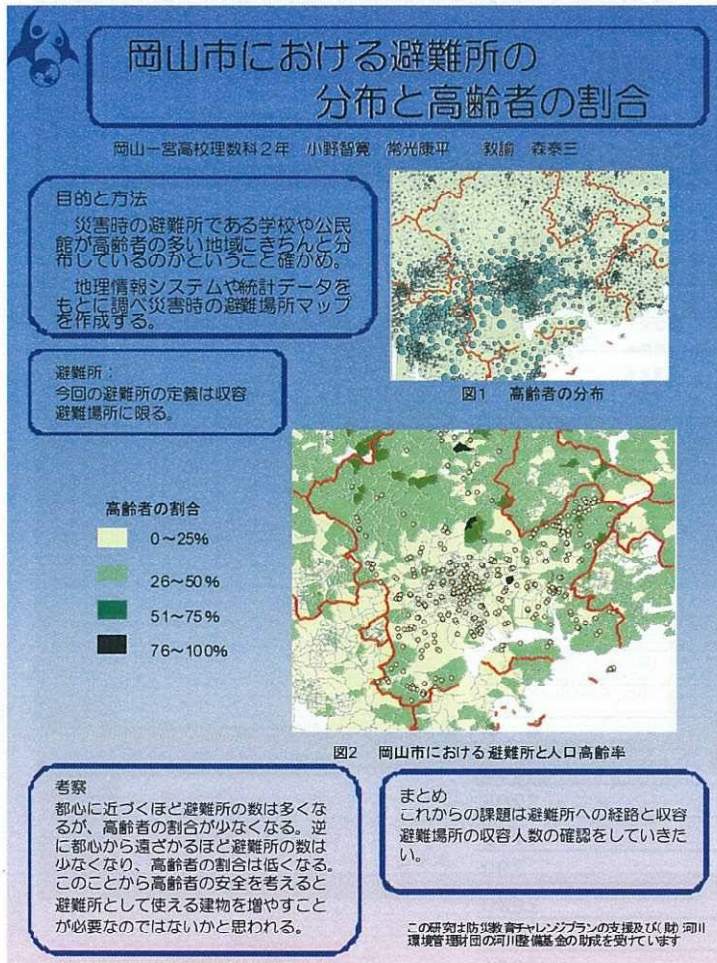 岡山市における避難所の
分布と高齢者の割合
岡山一宮高校理数科2年 小野智寛 常光康平 教諭 森泰三
目的と方法
災害時の避難所である学校や公民
館が高齢者の多い地域にきちんと分
布しているのかということ確かめ。
地理情報システムや統計データを
もとに調べ災害時の避難場所マップ
を作成する。
図1 高齢者の分布
避難所:
今回の避難所の定義は収容
避難場所に限る。
高齢者の割合
0~25%
26~50%
51~75%
76~100%
図2 岡山市における避難所と人口高齢率
考察
都心に近づくほど避難所の数は多くな
るが、高齢者の割合が少なくなる。逆
に都心から遠ざかるほど避難所の数は
少なくなり、高齢者の割合は低くなる。
このことから高齢者の安全を考えると
避難所として使える建物を増やすこと
が必要なのではないかと思われる。
まとめ
これからの課題は避難所への経路と収容
避難場所の収容人数の確認をしていきた
い。
この研究は防災教育チャレンジプランの支援及び(財)河川
環境管理財団の河川整備基金の助成を受けています